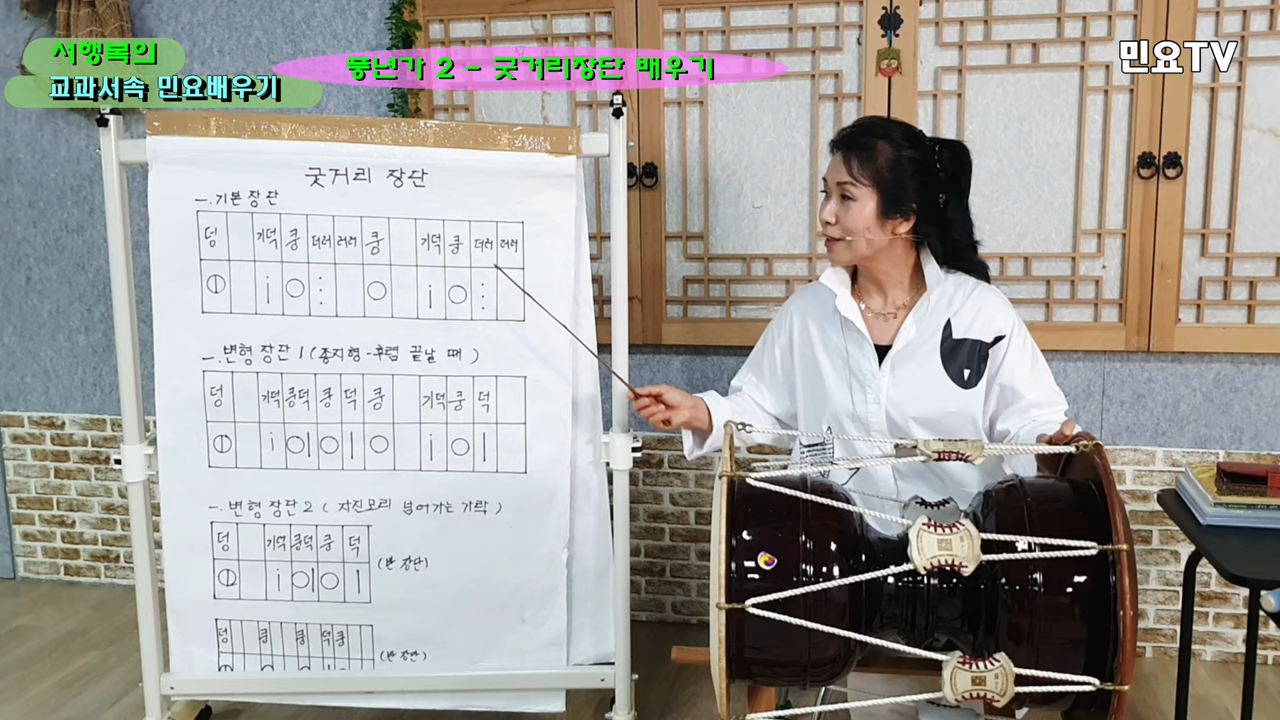 서행록의
교과서속 민요배우기
풍년가 2 - 굿거리장단 배우기
민요TV
굿거리 장단
一. 기본장단
덩 기덕 쿵 더러 러러 쿵 기덕 쿵 더러 러러
一. 변형 장단 1 (종지형-후렴 끝날 때)
덩 기덕 쿵덕 쿵 덕 쿵 기덕 쿵 덕
一. 변형 장단 2 ( 자진모리 넘어가는 가락 )
덩 기덕 쿵덕 쿵 덕
(반 장단)
덩 쿵 쿵 덕 쿵
(반 장단)